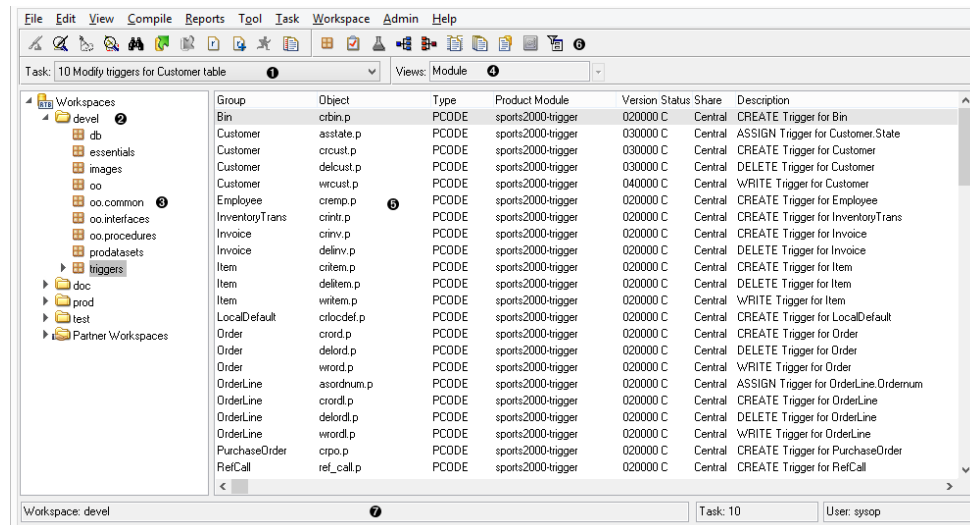 File Edit View Compile Reports Tool Task Workspace Admin Help
❻
Task: 10 Modify triggers for Customer table ❶ Views: Module ❹
Workspaces
RTB
devel ❷
db
essentials
images
oo
oo.common ❸
oo.interfaces
oo.procedures
prodatasets
triggers
doc
prod
test
Partner Workspaces
Group Object Type Product Module Version Status Share Description
Bin crbin.p PCODE sports2000-trigger 020000 C Central CREATE Trigger for Bin
Customer asstate.p PCODE sports2000-trigger 030000 C Central ASSIGN Trigger for Customer.State
Customer crcust.p PCODE sports2000-trigger 030000 C Central CREATE Trigger for Customer
Customer delcust.p PCODE sports2000-trigger 030000 C Central DELETE Trigger for Customer
Customer wrcust.p PCODE sports2000-trigger 040000 C Central WRITE Trigger for Customer
Employee cremp.p ❺ PCODE sports2000-trigger 020000 C Central CREATE Trigger for Employee
InventoryTrans crintr.p PCODE sports2000-trigger 020000 C Central CREATE Trigger for InventoryTrans
Invoice crinv.p PCODE sports2000-trigger 020000 C Central CREATE Trigger for Invoice
Invoice delinv.p PCODE sports2000-trigger 020000 C Central DELETE Trigger for Invoice
Item critem.p PCODE sports2000-trigger 020000 C Central CREATE Trigger for Item
Item delitem.p PCODE sports2000-trigger 020000 C Central DELETE Trigger for Item
Item writem.p PCODE sports2000-trigger 020000 C Central WRITE Trigger for Item
LocalDefault crlocdef.p PCODE sports2000-trigger 020000 C Central CREATE Trigger for LocalDefault
Order crord.p PCODE sports2000-trigger 020000 C Central CREATE Trigger for Order
Order delord.p PCODE sports2000-trigger 020000 C Central DELETE Trigger for Order
Order wrord.p PCODE sports2000-trigger 020000 C Central WRITE Trigger for Order
OrderLine asordnum.p PCODE sports2000-trigger 020000 C Central ASSIGN Trigger for OrderLine.Ordernum
OrderLine crordl.p PCODE sports2000-trigger 020000 C Central CREATE Trigger for OrderLine
OrderLine delordl.p PCODE sports2000-trigger 020000 C Central DELETE Trigger for OrderLine
OrderLine wrordl.p PCODE sports2000-trigger 020000 C Central WRITE Trigger for OrderLine
PurchaseOrder crpo.p PCODE sports2000-trigger 020000 C Central CREATE Trigger for PurchaseOrder
RefCall ref_call.p PCODE sports2000-trigger 020000 C Central CREATE Trigger for RefCall
Workspace: devel ❼ Task: 10 User: sysop